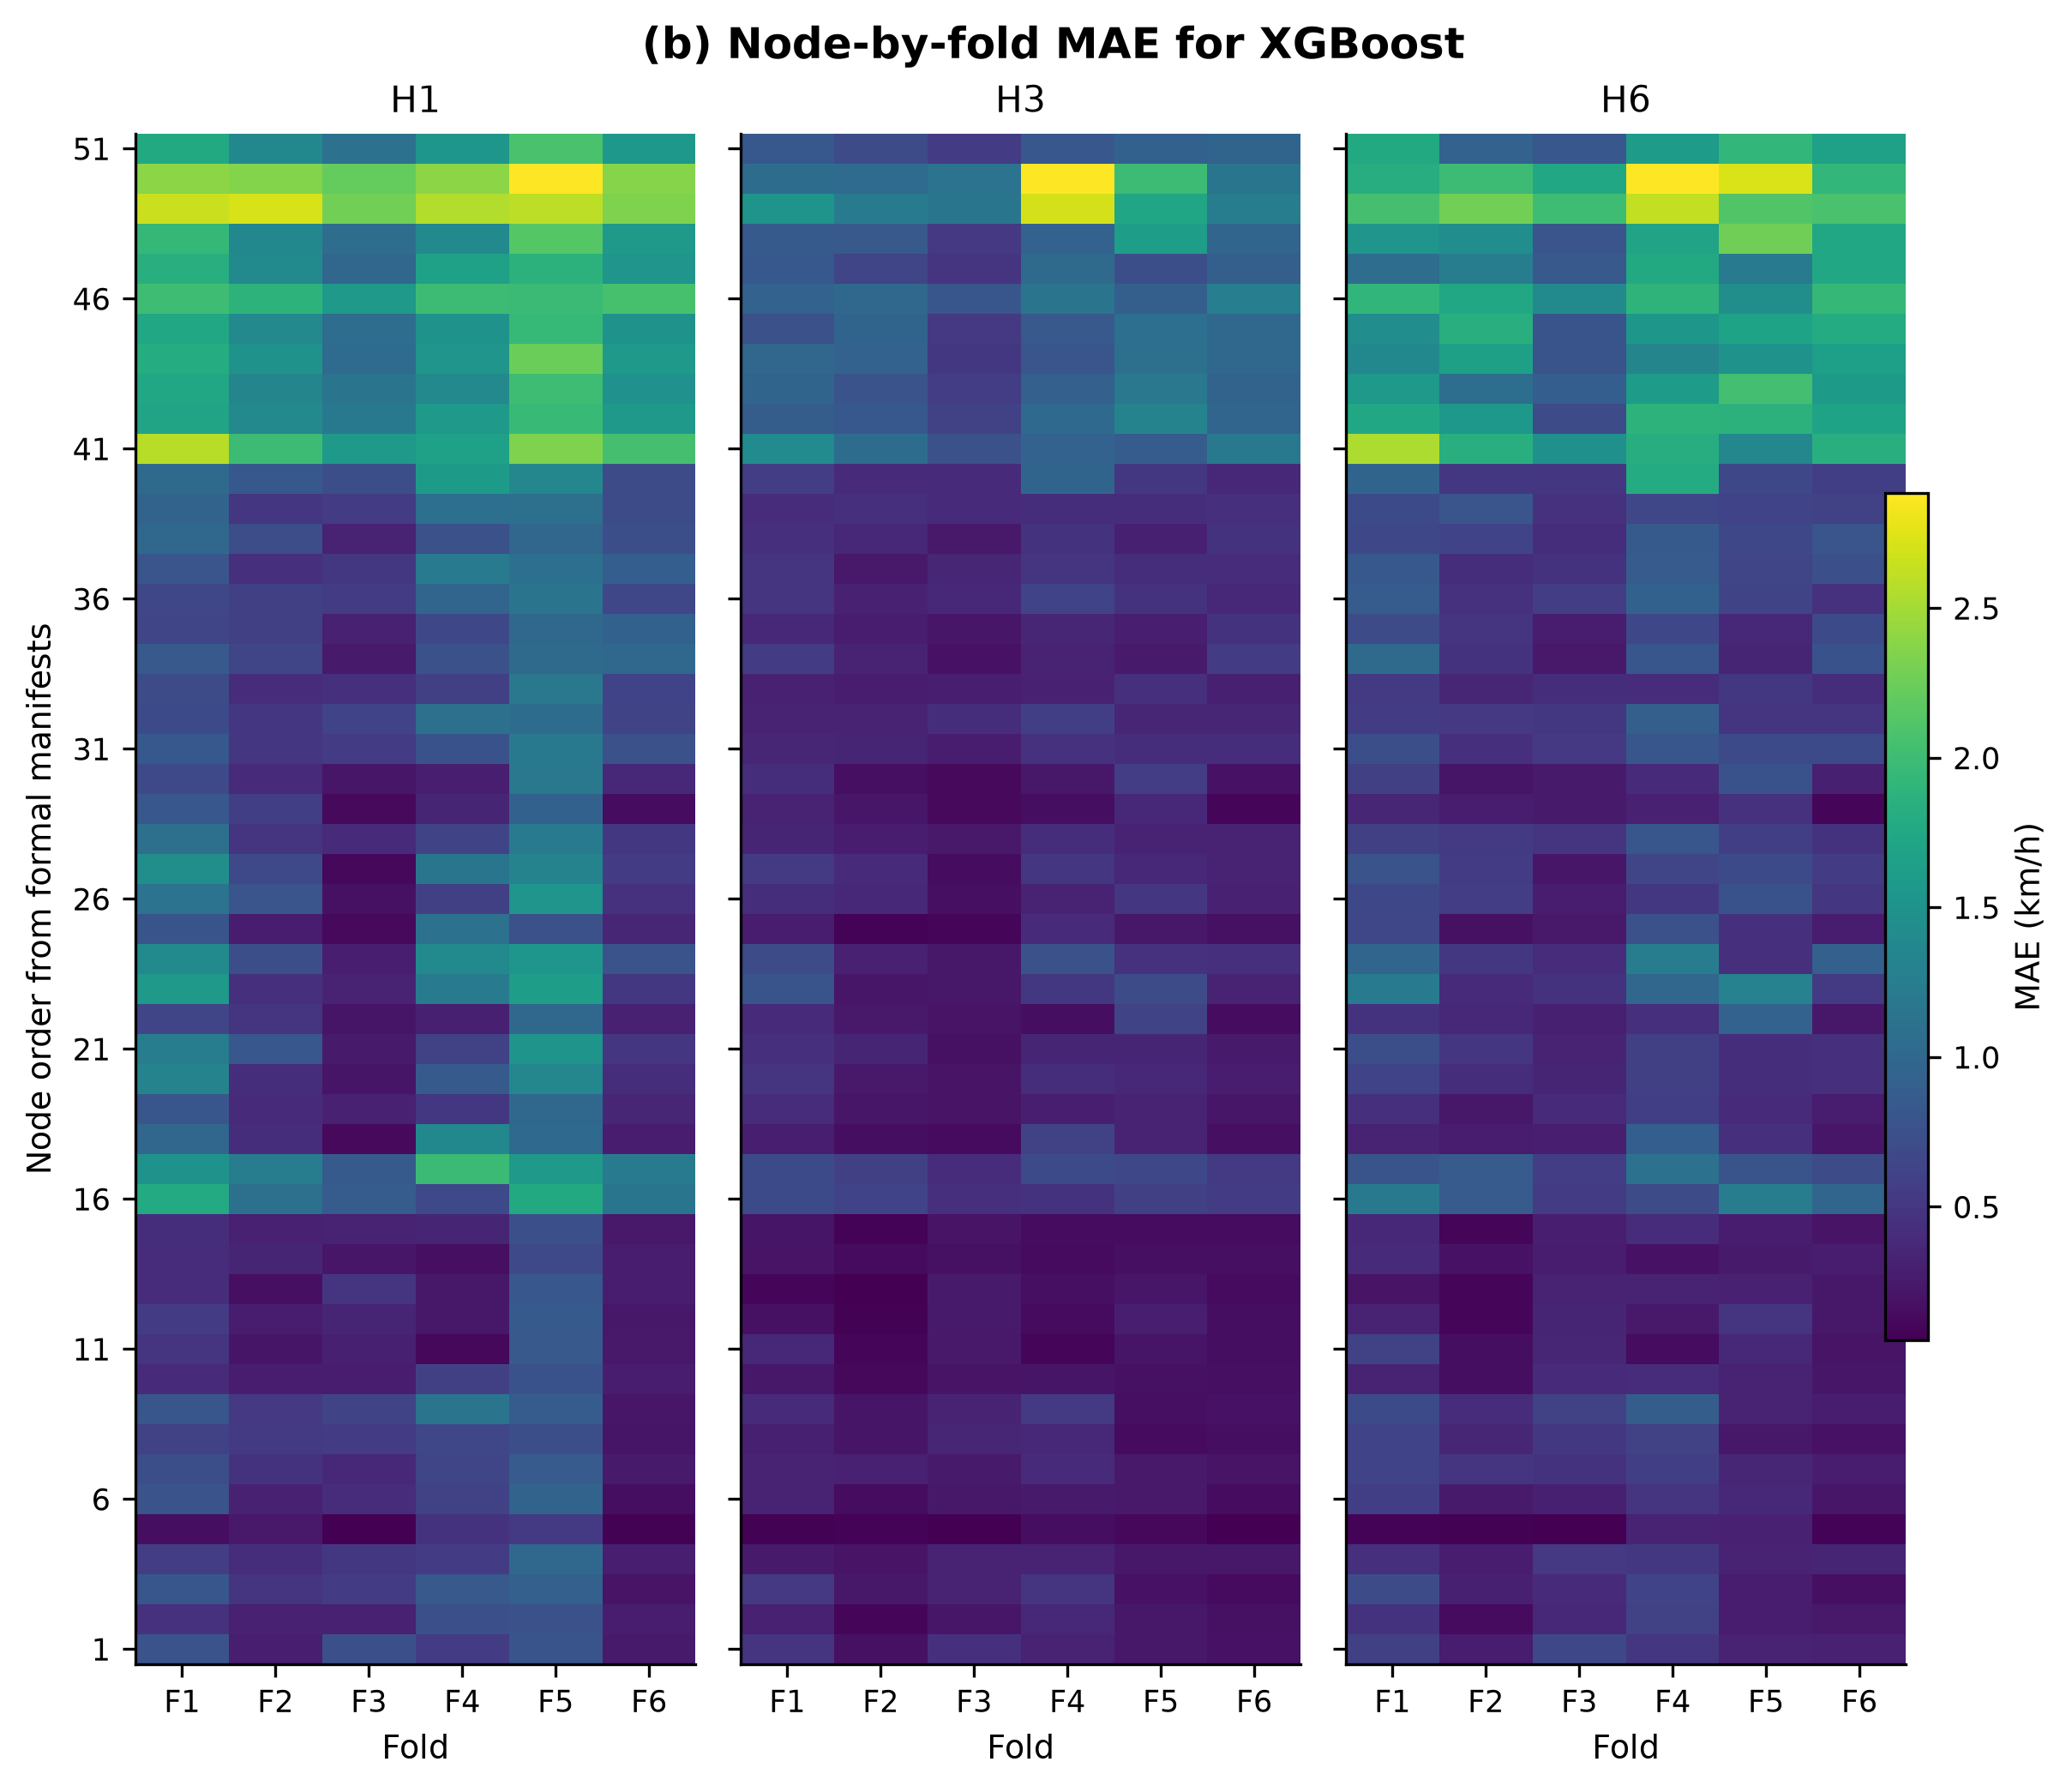 (b) Node-by-fold MAE for XGBoost
H1 H3 H6
51
46
41
36
31
26
21
16
11
6
1
Node order from formal manifests
F1 F2 F3 F4 F5 F6 F1 F2 F3 F4 F5 F6 F1 F2 F3 F4 F5 F6
Fold Fold Fold
2.5
2.0
1.5
1.0
0.5
MAE (km/h)